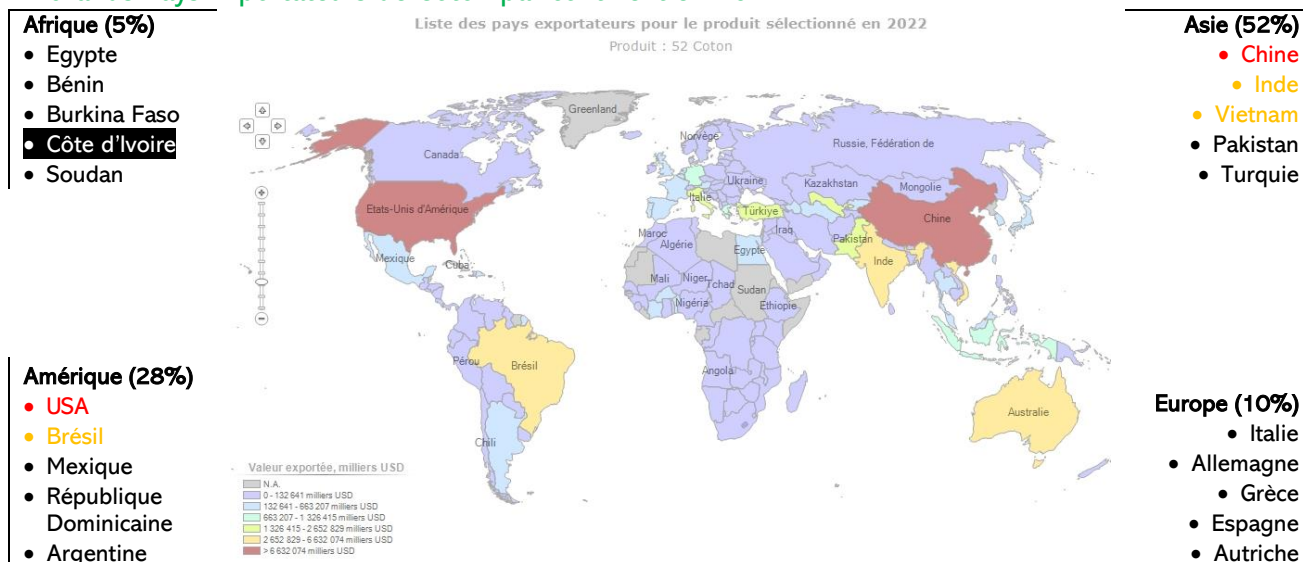 Afrique (5%)
• Egypte
• Bénin
• Burkina Faso
• Côte d'Ivoire
• Soudan
Liste des pays exportateurs pour le produit sélectionné en 2022
Produit : 52 Coton
Asie (52%)
• Chine
• Inde
• Vietnam
• Pakistan
• Turquie
Greenland
Norvège
Russie, Fédération de
Canada
Ukraine
Kazakhstan
Mongolie
Italie
Etats-Unis d'Amérique
Türkiye
Chine
Maroc
Iraq
Pakistan
Algérie
Egypte
Mexique
Cuba
Inde
Mali
Niger
Tchad
Sudan
Nigéria
Ethiopie
Pérou
Brésil
Angola
Australie
Chili
Amérique (28%)
• USA
• Brésil
• Mexique
• République
Dominicaine
• Argentine
Valeur exportée, milliers USD
N.A.
0 - 132 641 milliers USD
132 641 - 663 207 milliers USD
663 207 - 1 326 415 milliers USD
1 326 415 - 2 652 829 milliers USD
2 652 829 - 6 632 074 milliers USD
> 6 632 074 milliers USD
Europe (10%)
• Italie
• Allemagne
• Grèce
• Espagne
• Autriche